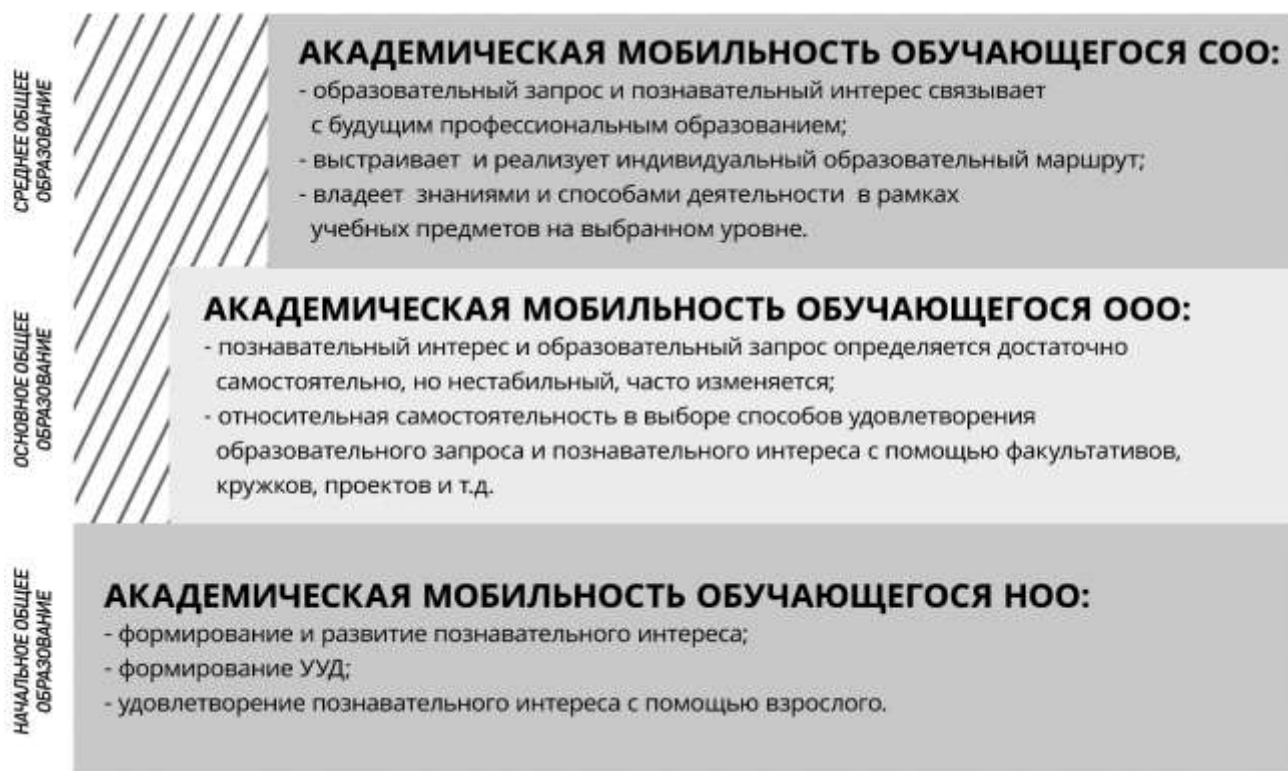 СРЕДНЕЕ ОБЩЕЕ
ОБРАЗОВАНИЕ
АКАДЕМИЧЕСКАЯ МОБИЛЬНОСТЬ ОБУЧАЮЩЕГОСЯ СОО:
- образовательный запрос и познавательный интерес связывает
с будущим профессиональным образованием;
- выстраивает и реализует индивидуальный образовательный маршрут;
- владеет знаниями и способами деятельности в рамках
учебных предметов на выбранном уровне.
ОСНОВНОЕ ОБЩЕЕ
ОБРАЗОВАНИЕ
АКАДЕМИЧЕСКАЯ МОБИЛЬНОСТЬ ОБУЧАЮЩЕГОСЯ ООО:
- познавательный интерес и образовательный запрос определяется достаточно
самостоятельно, но нестабильный, часто изменяется;
- относительная самостоятельность в выборе способов удовлетворения
образовательного запроса и познавательного интереса с помощью факультативов,
кружков, проектов и т.д.
НАЧАЛЬНОЕ ОБЩЕЕ
ОБРАЗОВАНИЕ
АКАДЕМИЧЕСКАЯ МОБИЛЬНОСТЬ ОБУЧАЮЩЕГОСЯ НОО:
- формирование и развитие познавательного интереса;
- формирование УУД;
- удовлетворение познавательного интереса с помощью взрослого.